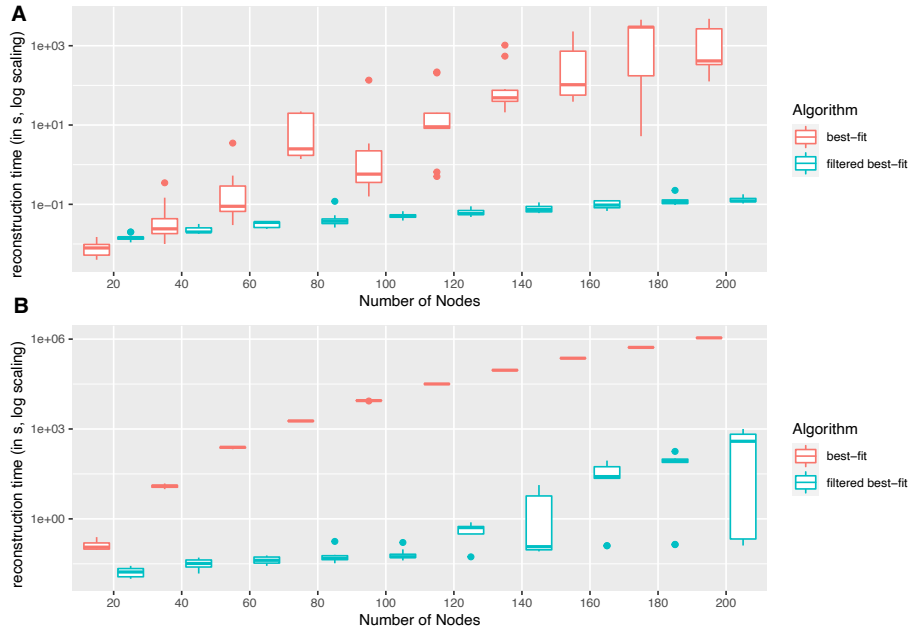 A
reconstruction time (in s, log scaling)
1e+03
1e+01
1e−01
20 40 60 80 100 120 140 160 180 200
Number of Nodes
Algorithm
best−fit
filtered best−fit
B
reconstruction time (in s, log scaling)
1e+06
1e+03
1e+00
20 40 60 80 100 120 140 160 180 200
Number of Nodes
Algorithm
best−fit
filtered best−fit